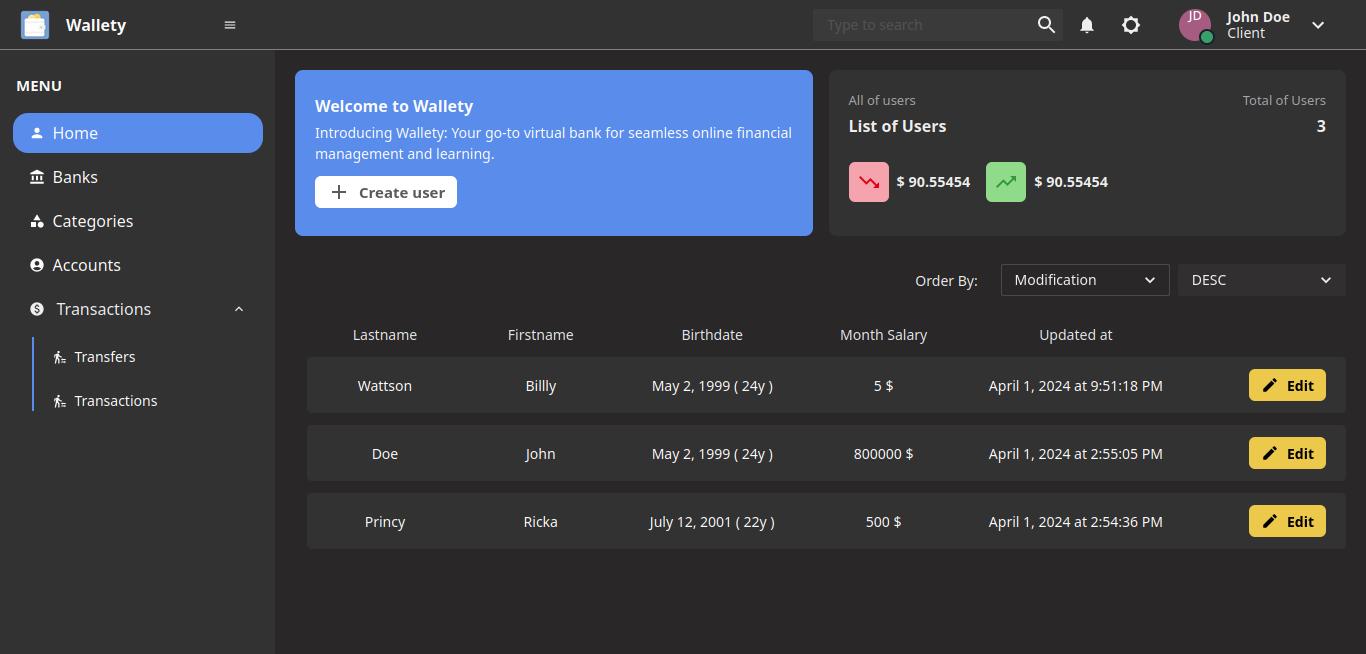 Wallety
Type to search
JD
John Doe
Client
MENU
Home
Banks
Categories
Accounts
Transactions
Transfers
Transactions
Welcome to Wallety
Introducing Wallety: Your go-to virtual bank for seamless online financial
management and learning.
Create user
All of users
Total of Users
List of Users
3
$ 90.55454
$ 90.55454
Order By:
Modification
DESC
Lastname Firstname Birthdate Month Salary Updated at
Wattson Billly May 2, 1999 ( 24y ) 5 $ April 1, 2024 at 9:51:18 PM Edit
Doe John May 2, 1999 ( 24y ) 800000 $ April 1, 2024 at 2:55:05 PM Edit
Princy Ricka July 12, 2001 ( 22y ) 500 $ April 1, 2024 at 2:54:36 PM Edit